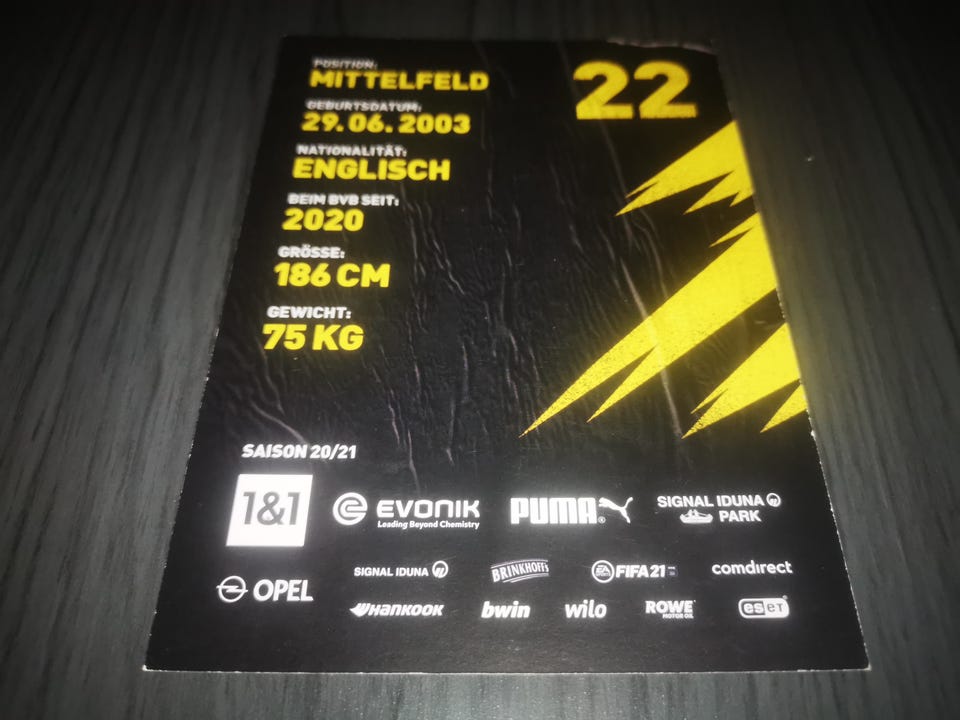 POSITION:
MITTELFELD
22
GEBURTSDATUM:
29.06.2003
NATIONALITÄT:
ENGLISCH
BEIM BVB SEIT:
2020
GRÖSSE:
186 CM
GEWICHT:
75 KG
SAISON 20/21
1&1
EVONIK
Leading Beyond Chemistry
PUMA®
SIGNAL IDUNA
PARK
OPEL
SIGNAL IDUNA
BRINKHOFF'S
EA SPORTS FIFA 21
comdirect
HANKOOK
bwin
wilo
ROWE
MOTOR OIL
eseT